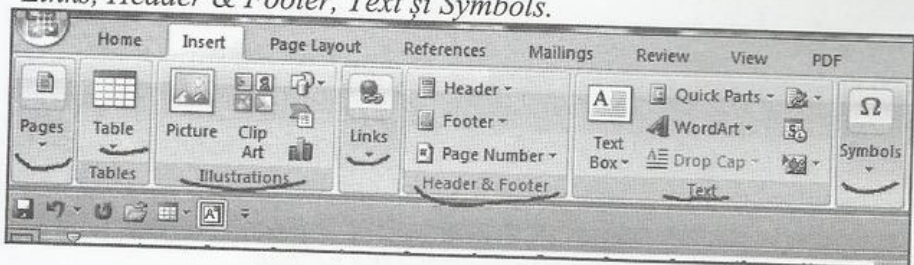 Links, Header & Footer, Text și Symbols.
Home Insert Page Layout References Mailings Review View PDF
Pages
Table
Tables
Picture Clip Art
Illustrations
Links
Header
Footer
Page Number
Header & Footer
A
Text Box
Quick Parts
WordArt
Drop Cap
Text
Ω
Symbols
A